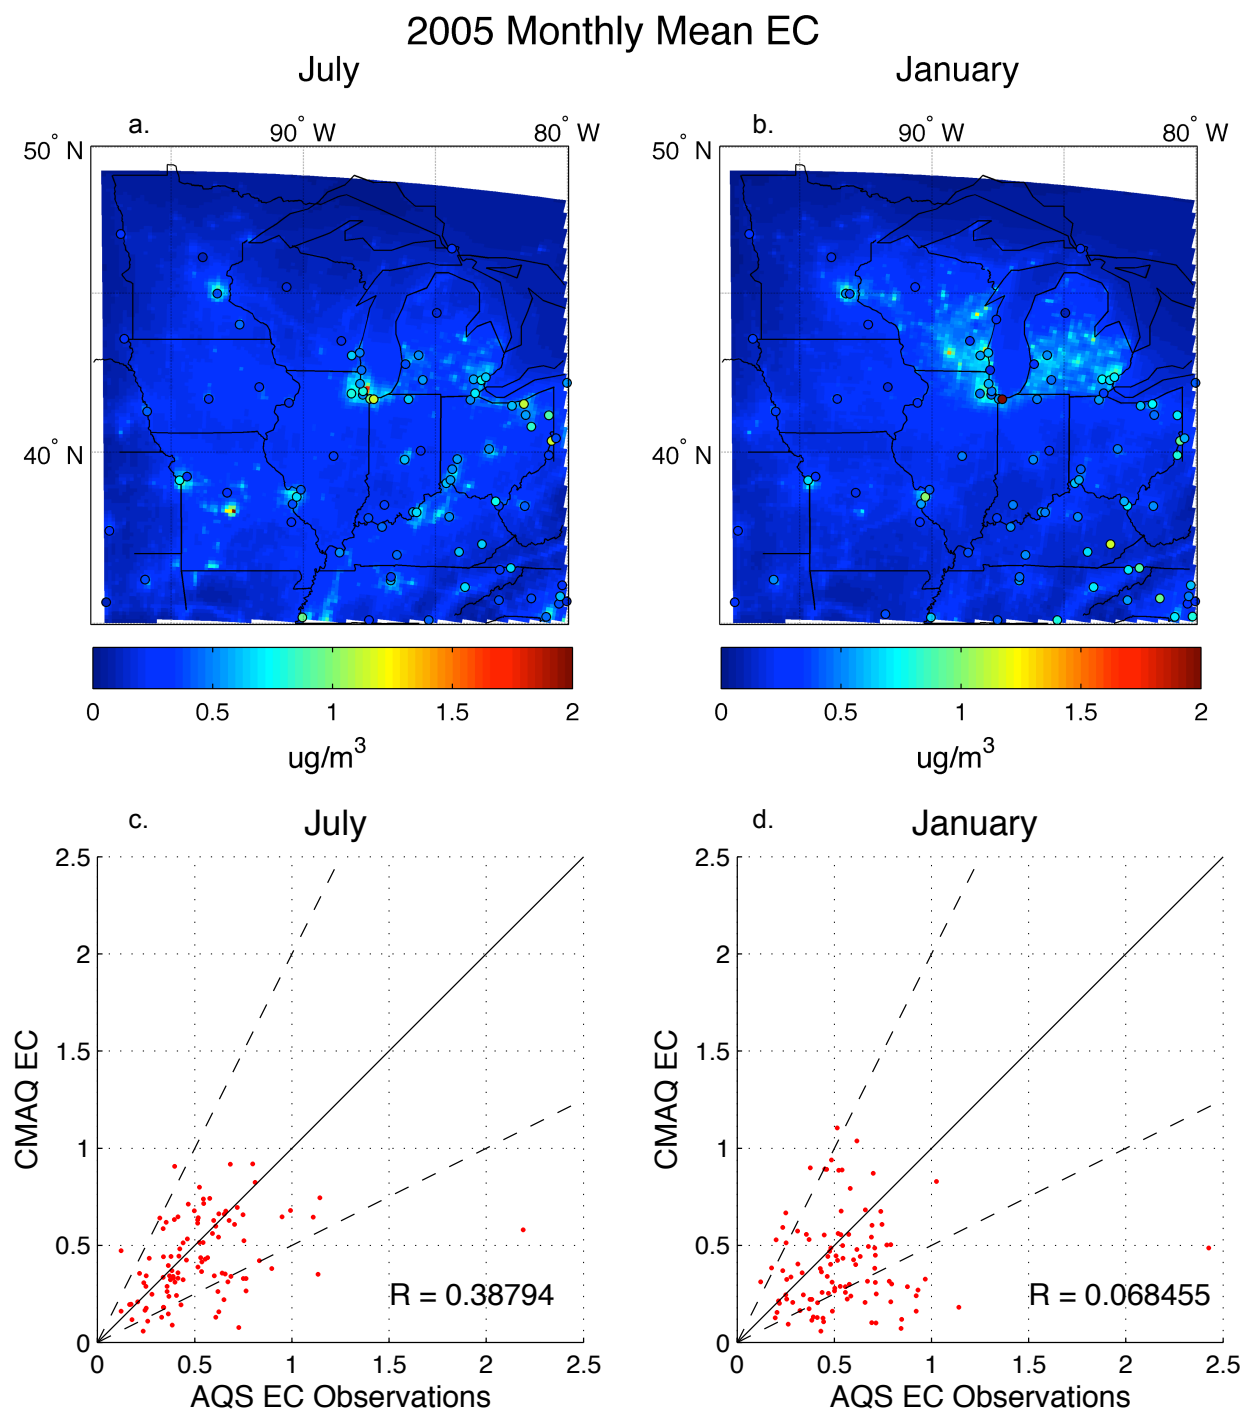 2005 Monthly Mean EC
July
January
a.
90° W
80° W
b.
90° W
80° W
50° N
50° N
40° N
40° N
0 0.5 1 1.5 2
0 0.5 1 1.5 2
ug/m³
ug/m³
c.
July
d.
January
2.5
2
1.5
1
0.5
0
CMAQ EC
R = 0.38794
0 0.5 1 1.5 2 2.5
AQS EC Observations
2.5
2
1.5
1
0.5
0
CMAQ EC
R = 0.068455
0 0.5 1 1.5 2 2.5
AQS EC Observations